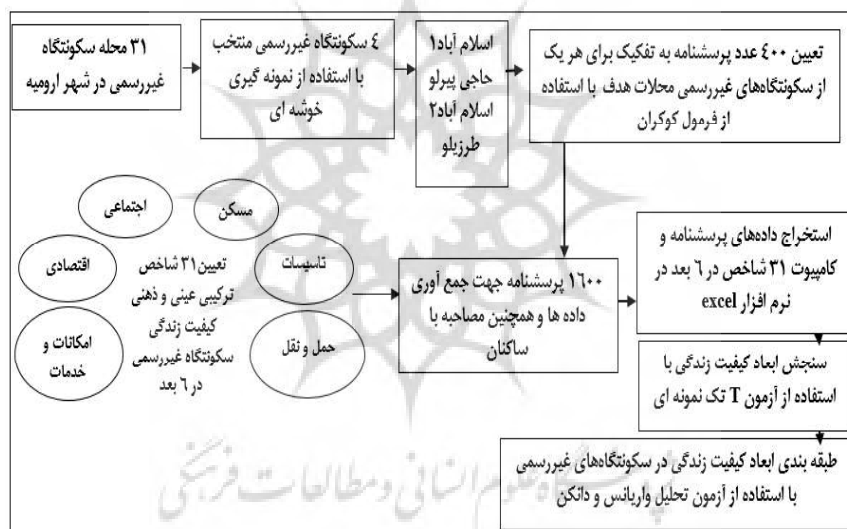 ۳۱ محله سکونتگاه
غیررسمی در شهر ارومیه
٤ سکونتگاه غیررسمی منتخب
با استفاده از نمونه گیری
خوشه ای
اسلام آباد۱
حاجی پیرلو
اسلام آباد۲
طرزیلو
تعیین ٤۰۰ عدد پرسشنامه به تفکیک برای هر یک
از سکونتگاه‌های غیررسمی محلات هدف با استفاده
از فرمول کوکران
اجتماعی
مسکن
اقتصادی
تاسیسات
امکانات و
خدمات
حمل و نقل
تعیین ۳۱ شاخص
ترکیبی عینی و ذهنی
کیفیت زندگی
سکونتگاه غیررسمی
در ٦ بعد
۱٦۰۰ پرسشنامه جهت جمع آوری
داده ها و همچنین مصاحبه با
ساکنان
استخراج داده‌های پرسشنامه و
کامپیوت ۳۱ شاخص در ٦ بعد در
نرم افزار excel
سنجش ابعاد کیفیت زندگی با
استفاده از آزمون T تک نمونه ای
طبقه بندی ابعاد کیفیت زندگی در سکونتگاه‌های غیررسمی
با استفاده از آزمون تحلیل واریانس و دانکن
علوم انسانی و مطالعات فرهنگی